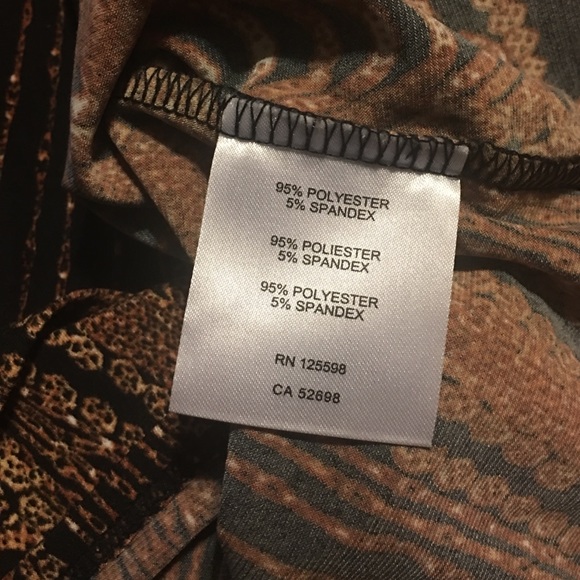 95% POLYESTER
5% SPANDEX
95% POLIESTER
5% SPANDEX
95% POLYESTER
5% SPANDEX
RN 125598
CA 52698